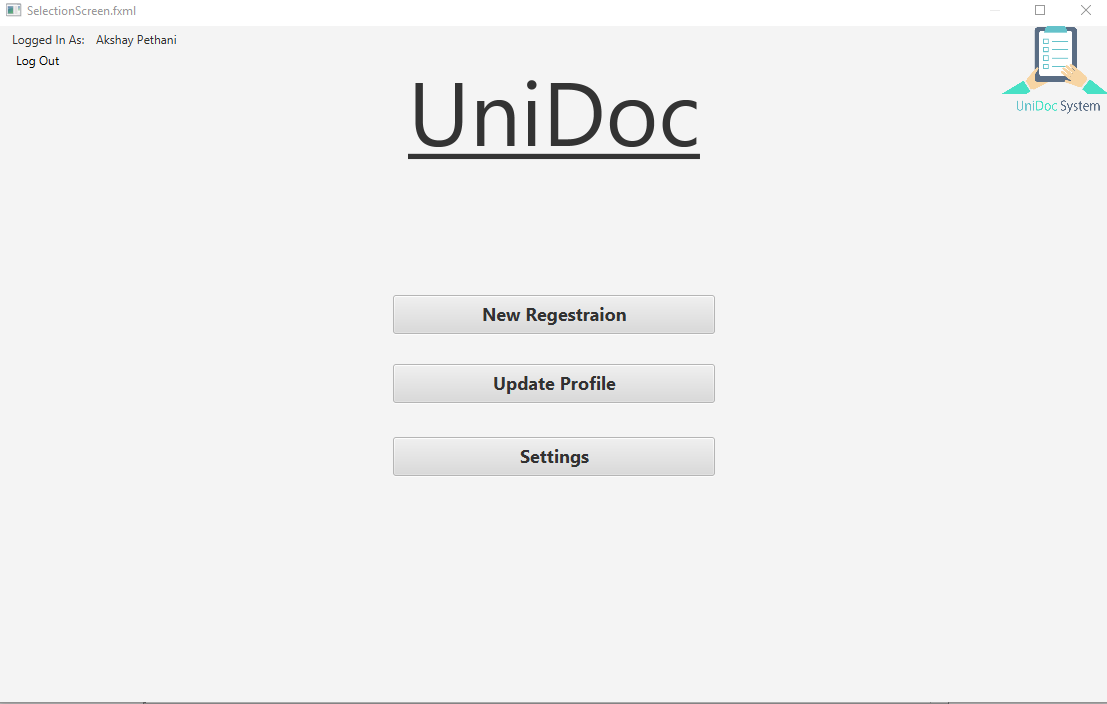 SelectionScreen.fxml
Logged In As: Akshay Pethani
Log Out
UniDoc System
UniDoc
New Regestraion
Update Profile
Settings